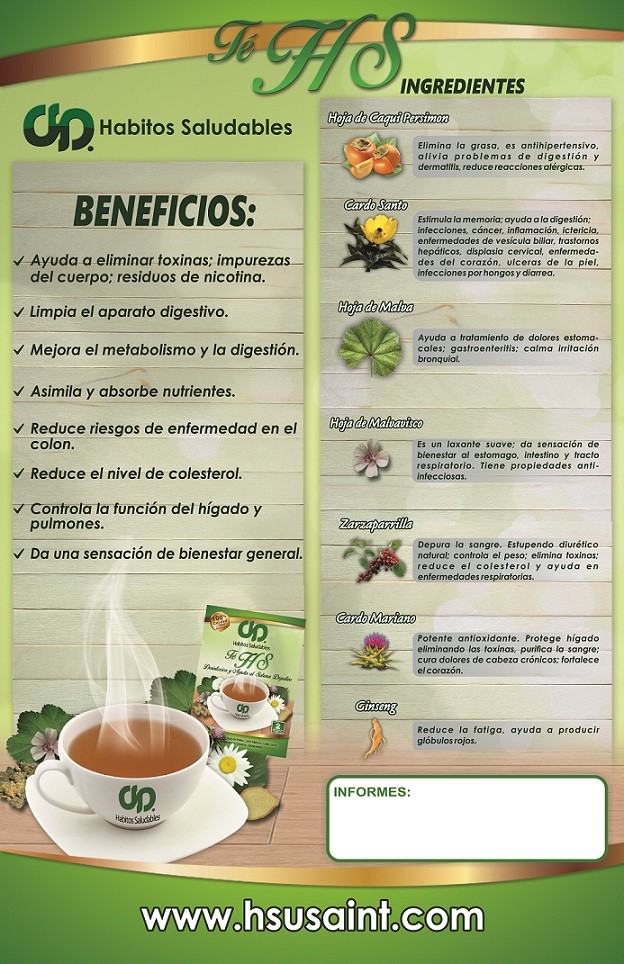 Té HS
Habitos Saludables
BENEFICIOS:
✓ Ayuda a eliminar toxinas; impurezas
del cuerpo; residuos de nicotina.
✓ Limpia el aparato digestivo.
✓ Mejora el metabolismo y la digestión.
✓ Asimila y absorbe nutrientes.
✓ Reduce riesgos de enfermedad en el
colon.
✓ Reduce el nivel de colesterol.
✓ Controla la función del hígado y
pulmones.
✓ Da una sensación de bienestar general.
100%
Habitos Saludables
Té HS
Desintoxica y Ayuda al Sistema Digestivo
Habitos Saludables
INGREDIENTES
Hoja de Caqui Persimon
Elimina la grasa, es antihipertensivo,
alivia problemas de digestión y
dermatitis, reduce reacciones alérgicas.
Cardo Santo
Estimula la memoria; ayuda a la digestión;
infecciones, cáncer, inflamación, ictericia,
enfermedades de vesícula biliar, trastornos
hepáticos, displasia cervical, enfermeda-
des del corazón, ulceras de la piel,
infecciones por hongos y diarrea.
Hoja de Malva
Ayuda a tratamiento de dolores estoma-
cales; gastroenteritis; calma irritación
bronquial.
Hoja de Malvavisco
Es un laxante suave; da sensación de
bienestar al estomago, intestino y tracto
respiratorio. Tiene propiedades anti-
infecciosas.
Zarzaparrilla
Depura la sangre. Estupendo diurético
natural; controla el peso; elimina toxinas;
reduce el colesterol y ayuda en
enfermedades respiratorias.
Cardo Mariano
Potente antioxidante. Protege hígado
eliminando las toxinas, purifica la sangre;
cura dolores de cabeza crónicos; fortalece
el corazón.
Ginseng
Reduce la fatiga, ayuda a producir
glóbulos rojos.
INFORMES:
www.hsusaint.com